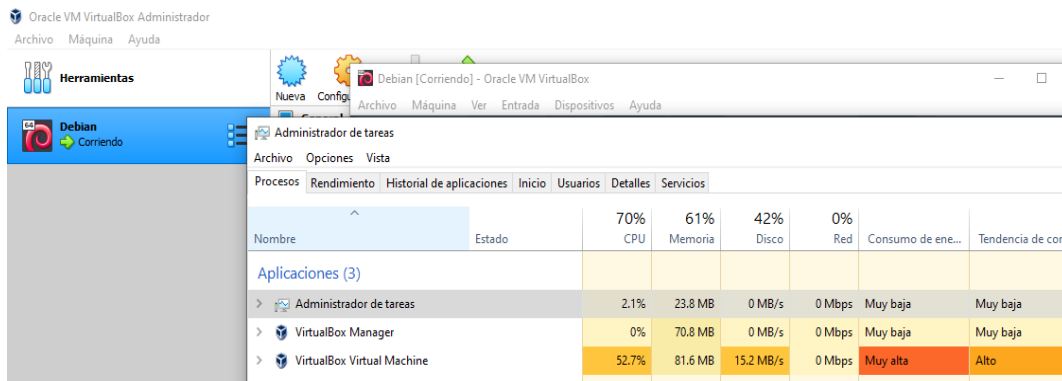 Oracle VM VirtualBox Administrador
Archivo Máquina Ayuda
Herramientas
Nueva
Debian [Corriendo] - Oracle VM VirtualBox
Archivo Máquina Ver Entrada Dispositivos Ayuda
64 Debian
Corriendo
Administrador de tareas
Archivo Opciones Vista
Procesos Rendimiento Historial de aplicaciones Inicio Usuarios Detalles Servicios
70% 61% 42% 0%
Nombre Estado CPU Memoria Disco Red Consumo de ene... Tendencia de
Aplicaciones (3)
Administrador de tareas 2.1% 23.8 MB 0 MB/s 0 Mbps Muy baja Muy baja
VirtualBox Manager 0% 70.8 MB 0 MB/s 0 Mbps Muy baja Muy baja
VirtualBox Virtual Machine 52.7% 81.6 MB 15.2 MB/s 0 Mbps Muy alta Alto